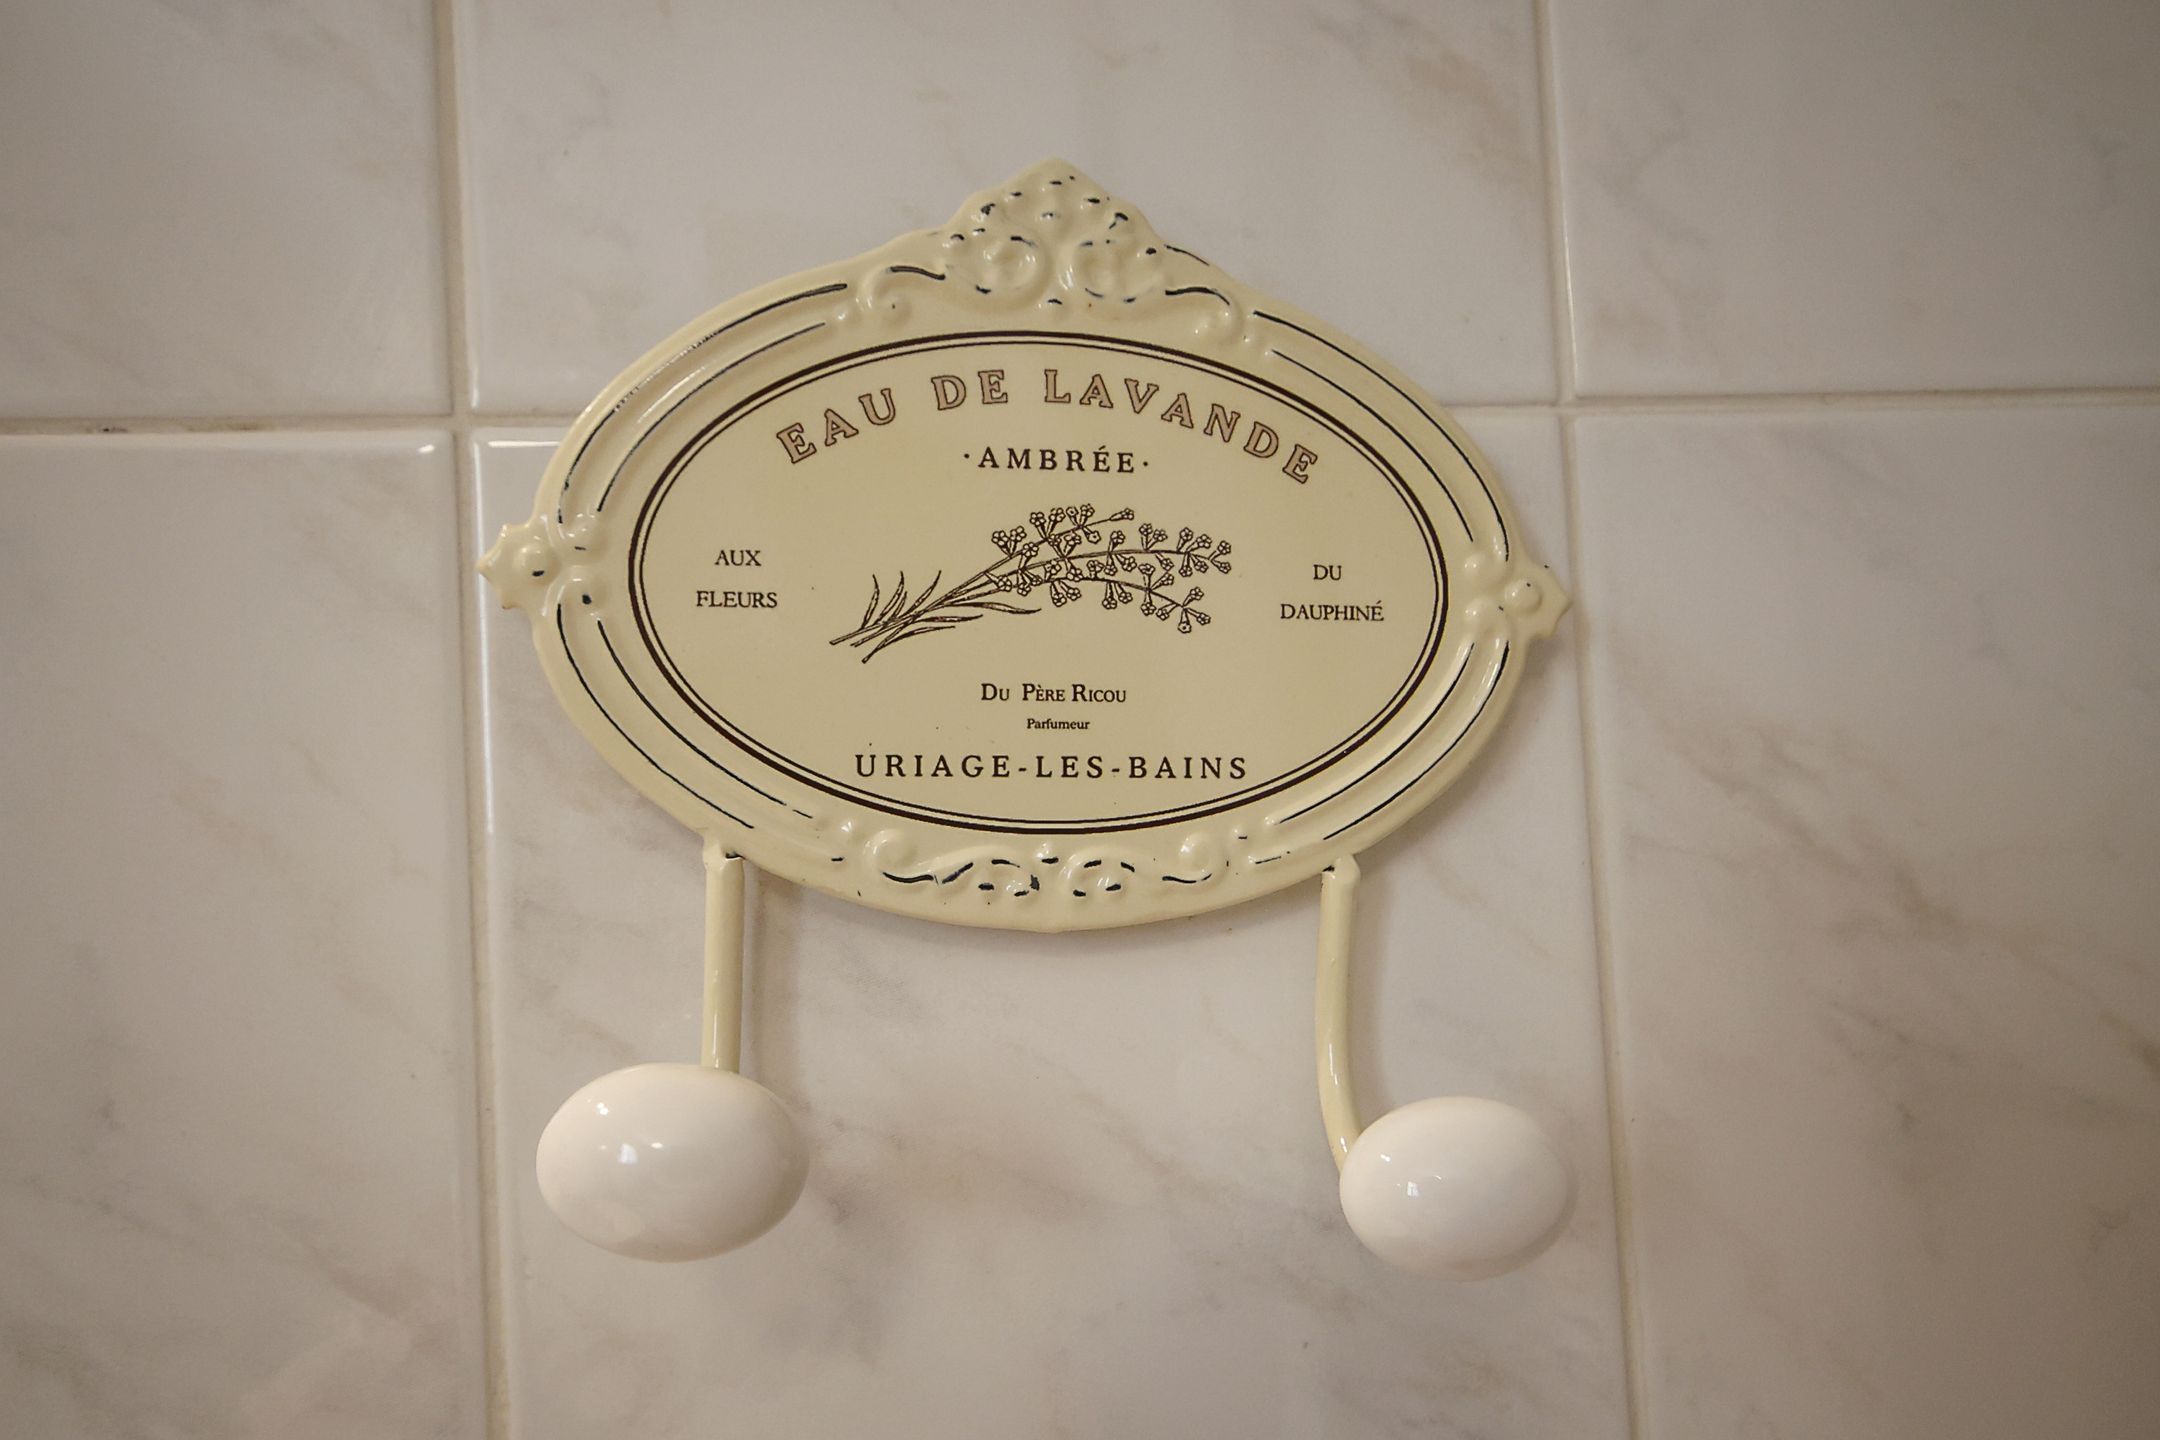 EAU DE LAVANDE
·AMBRÉE·
AUX
FLEURS
DU
DAUPHINÉ
DU PÈRE RICOU
Parfumeur
URIAGE-LES-BAINS